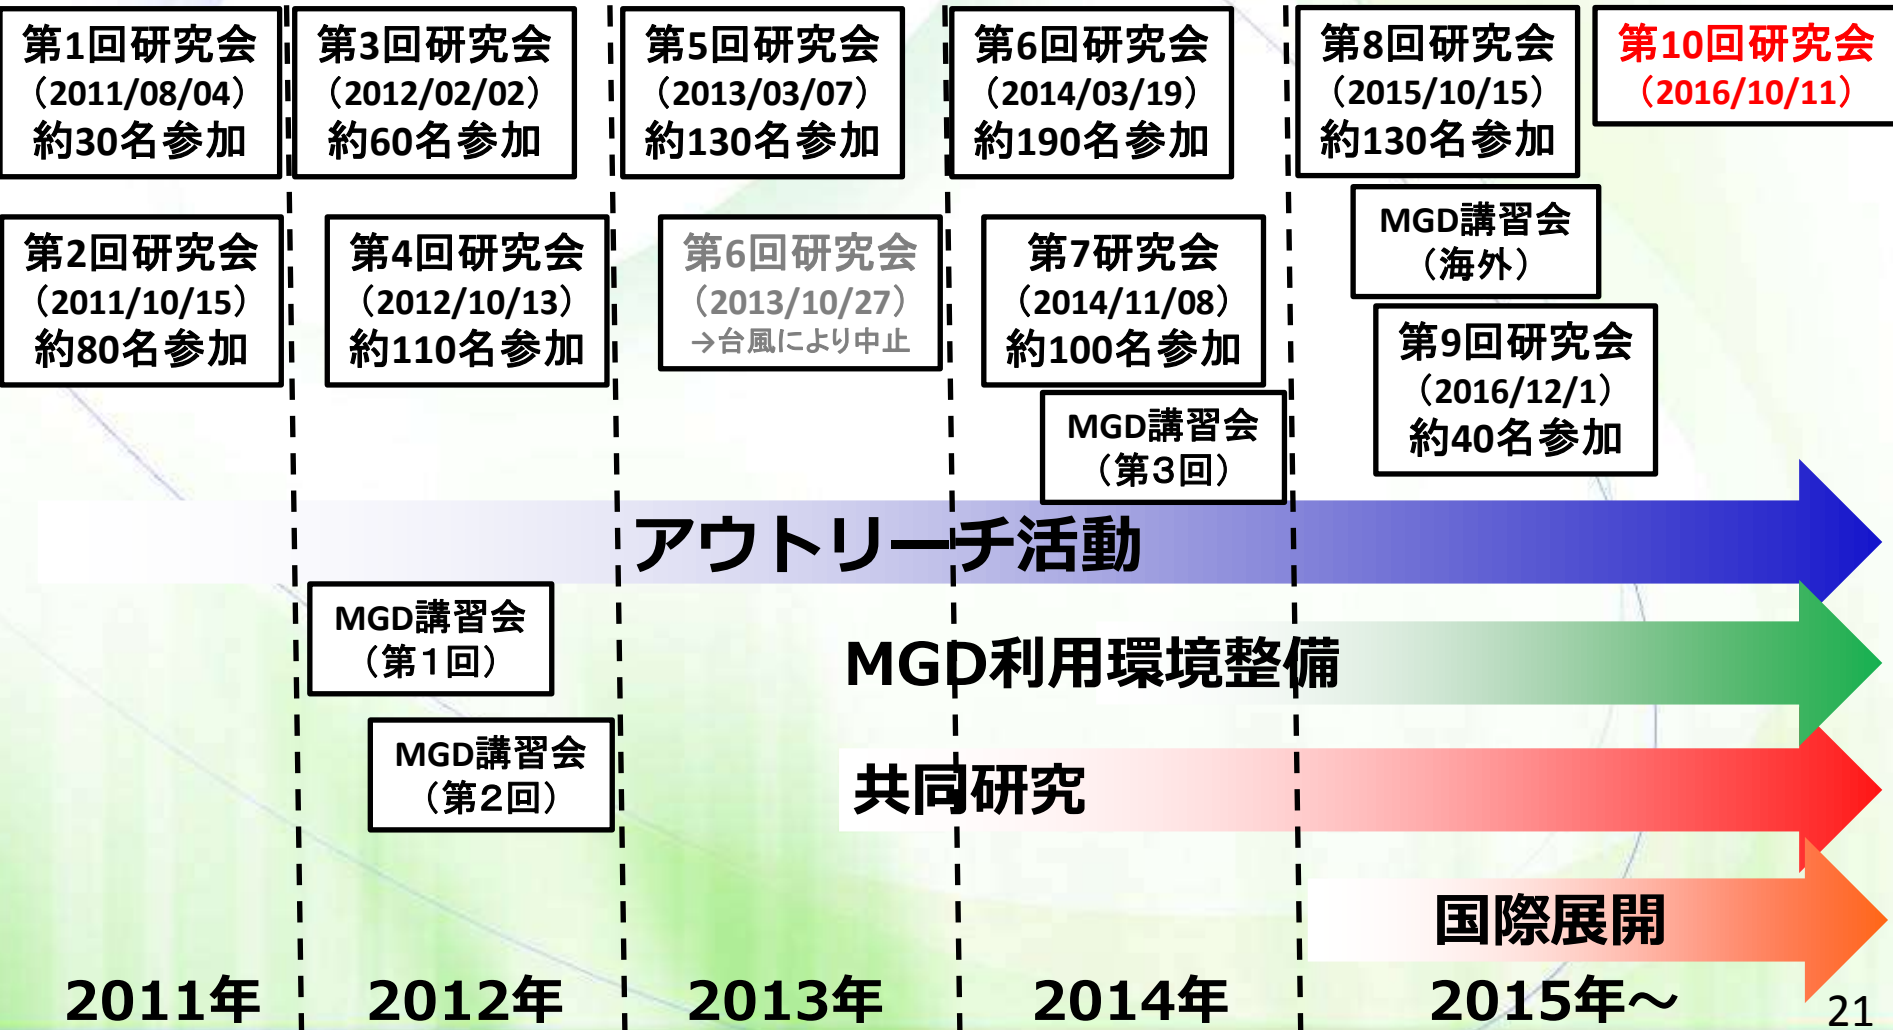 第1回研究会
（2011/08/04）
約30名参加
第3回研究会
（2012/02/02）
約60名参加
第5回研究会
（2013/03/07）
約130名参加
第6回研究会
（2014/03/19）
約190名参加
第8回研究会
（2015/10/15）
約130名参加
第10回研究会
（2016/10/11）
第2回研究会
（2011/10/15）
約80名参加
第4回研究会
（2012/10/13）
約110名参加
第6回研究会
（2013/10/27）
→台風により中止
第7研究会
（2014/11/08）
約100名参加
MGD講習会
（海外）
第9回研究会
（2016/12/1）
約40名参加
MGD講習会
（第３回）
アウトリーチ活動
MGD講習会
（第１回）
MGD利用環境整備
MGD講習会
（第２回）
共同研究
国際展開
2011年
2012年
2013年
2014年
2015年～
21